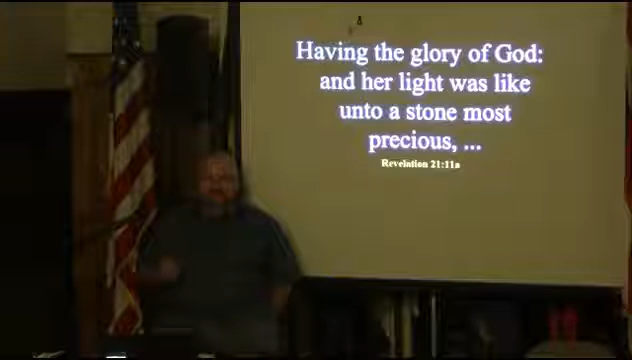 Having the glory of God:
and her light was like
unto a stone most
precious, ...
Revelation 21:11a